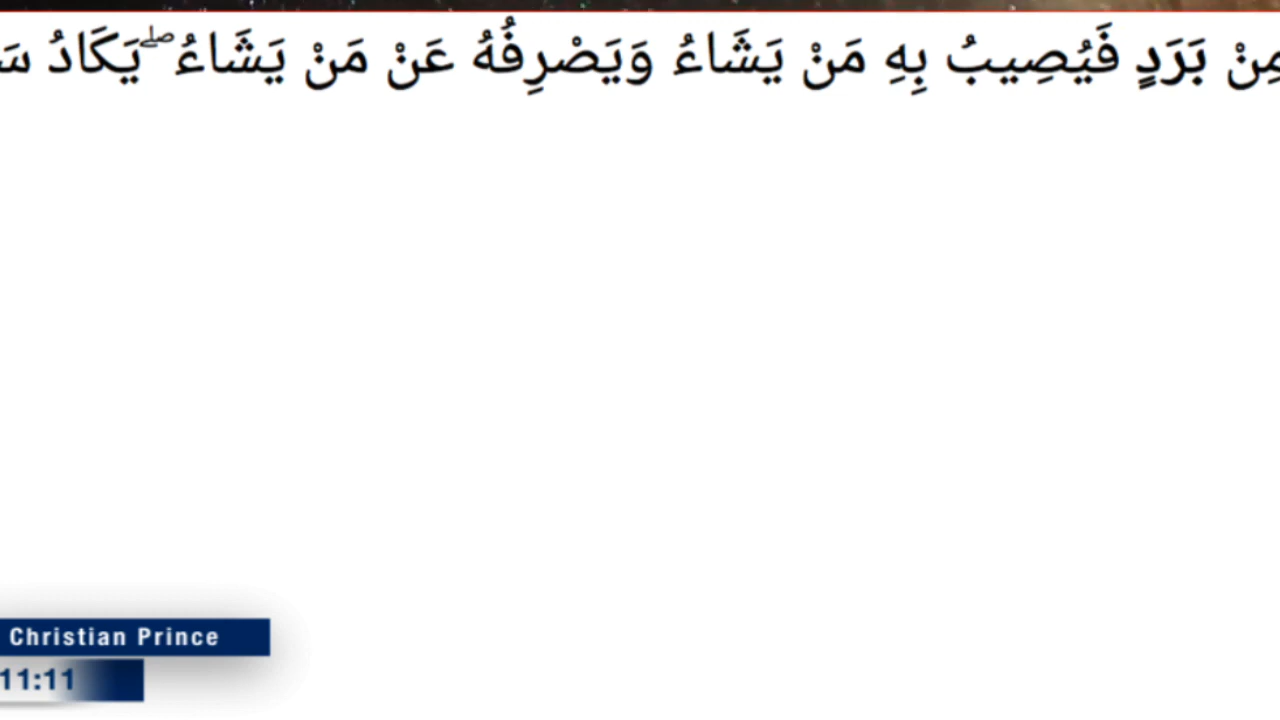 مِنْ بَرَدٍ فَيُصِيبُ بِهِ مَنْ يَشَاءُ وَيَصْرِفُهُ عَنْ مَنْ يَشَاءُ ۖ يَكَادُ سَ
Christian Prince
11:11